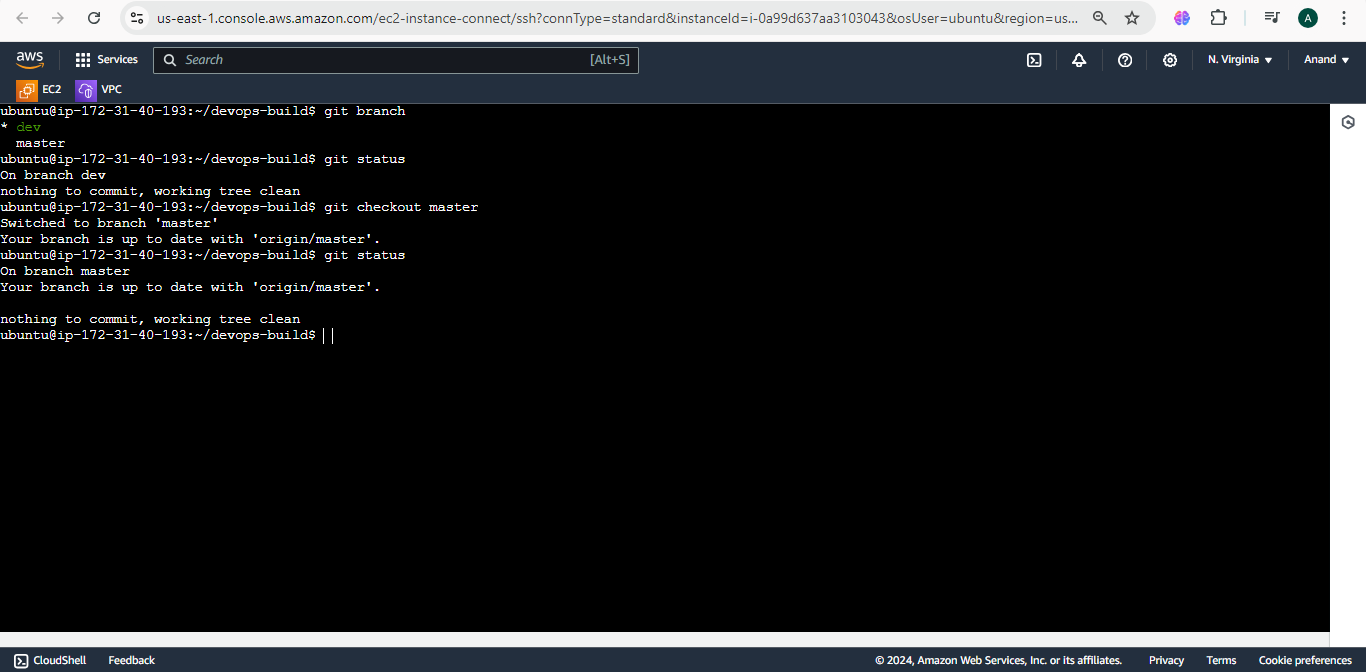 us-east-1.console.aws.amazon.com/ec2-instance-connect/ssh?connType=standard&instanceId=i-0a99d637aa3103043&osUser=ubuntu&region=us...
A
aws
Services
Search
[Alt+S]
N. Virginia
Anand
EC2
VPC
ubuntu@ip-172-31-40-193:~/devops-build$ git branch
* dev
  master
ubuntu@ip-172-31-40-193:~/devops-build$ git status
On branch dev
nothing to commit, working tree clean
ubuntu@ip-172-31-40-193:~/devops-build$ git checkout master
Switched to branch 'master'
Your branch is up to date with 'origin/master'.
ubuntu@ip-172-31-40-193:~/devops-build$ git status
On branch master
Your branch is up to date with 'origin/master'.
nothing to commit, working tree clean
ubuntu@ip-172-31-40-193:~/devops-build$
CloudShell
Feedback
© 2024, Amazon Web Services, Inc. or its affiliates.
Privacy
Terms
Cookie preferences